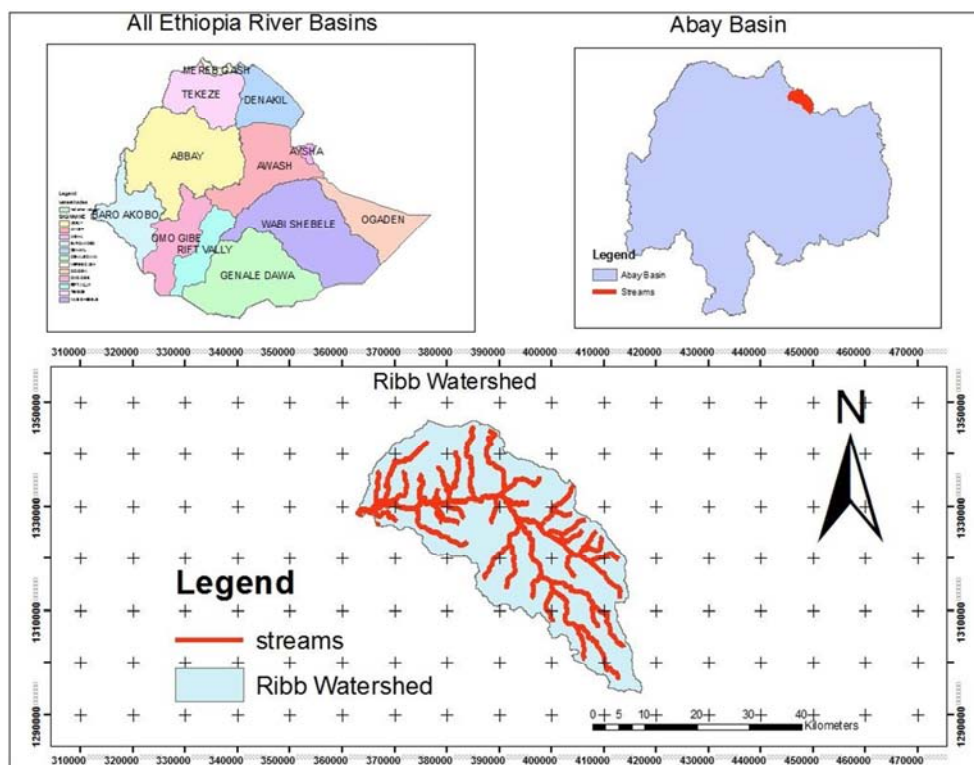 All Ethiopia River Basins
Abay Basin
MEREB GASH
TEKEZE
DENAKIL
ABBAY
AYSHA
AWASH
BARO AKOBO
OGADEN
WABI SHEBELE
OMO GIBE
RIFT VALLY
GENALE DAWA
Legend
Legend
Abay Basin
Streams
310000 320000 330000 340000 350000 360000 370000 380000 390000 400000 410000 420000 430000 440000 450000 460000 470000
Ribb Watershed
N
1350000
1350000
1330000
1330000
1310000
1310000
1290000
1290000
Legend
streams
Ribb Watershed
0 5 10 20 30 40
Kilometers
310000 320000 330000 340000 350000 360000 370000 380000 390000 400000 410000 420000 430000 440000 450000 460000 470000